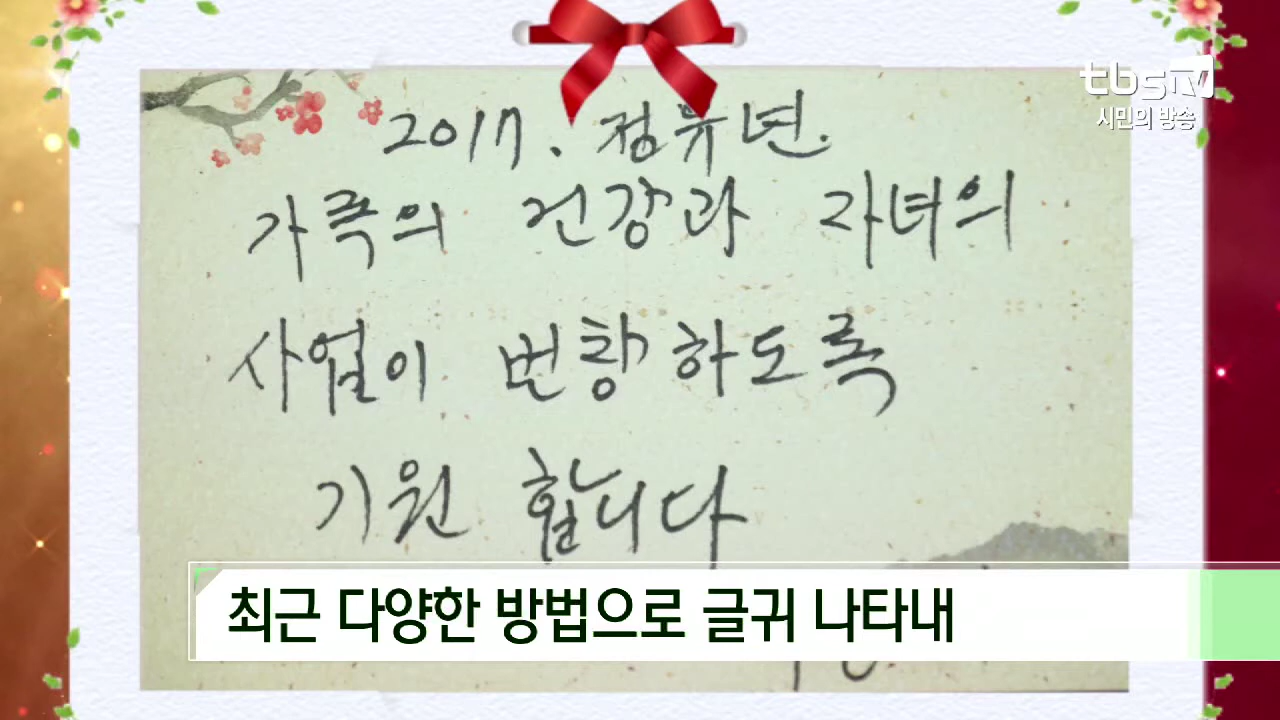 tbsTV
시민의 방송
2017. 정유년.
가족의 건강과 자녀의
사업이 번창하도록
기원 합니다
최근 다양한 방법으로 글귀 나타내